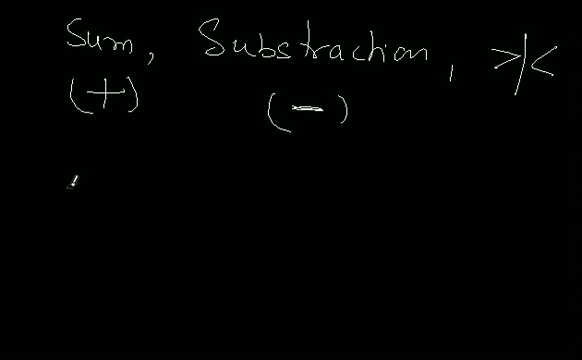 Sum, Substraction, >|<
(+) (-)